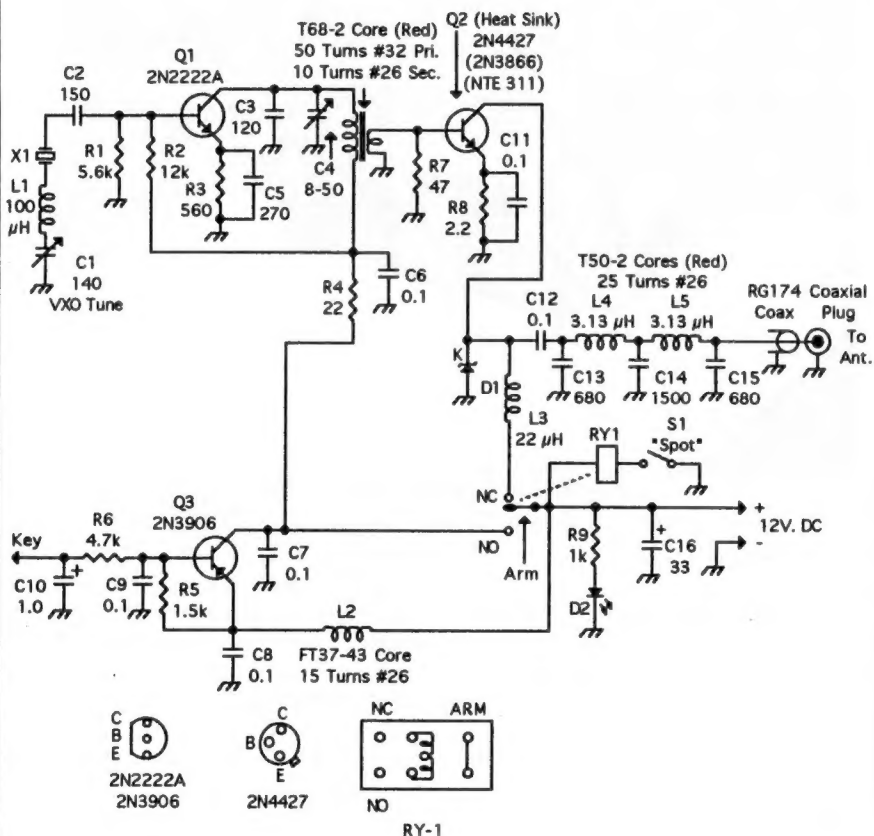 T68-2 Core (Red)
50 Turns #32 Pri.
10 Turns #26 Sec.
Q2 (Heat Sink)
2N4427
(2N3866)
(NTE 311)
Q1
2N2222A
C2
150
C3
120
C11
0.1
X1
R1
5.6k
R2
12k
L1
100
µH
R3
560
C5
270
C4
8-50
R7
47
R8
2.2
C1
140
VXO Tune
R4
22
C6
0.1
T50-2 Cores (Red)
25 Turns #26
C12
0.1
L4
3.13 µH
L5
3.13 µH
RG174 Coaxial
Coax Plug
To
Ant.
K
D1
C13
680
C14
1500
C15
680
L3
22 µH
RY1
S1
"Spot"
Q3
2N3906
NC
NO
Arm
+
12V. DC
-
R6
4.7k
Key
C7
0.1
R9
1k
+
C16
33
+
C10
1.0
C9
0.1
R5
1.5k
D2
L2
FT37-43 Core
15 Turns #26
C8
0.1
C
B
E
2N2222A
2N3906
C
B
E
2N4427
NC
ARM
NO
RY-1